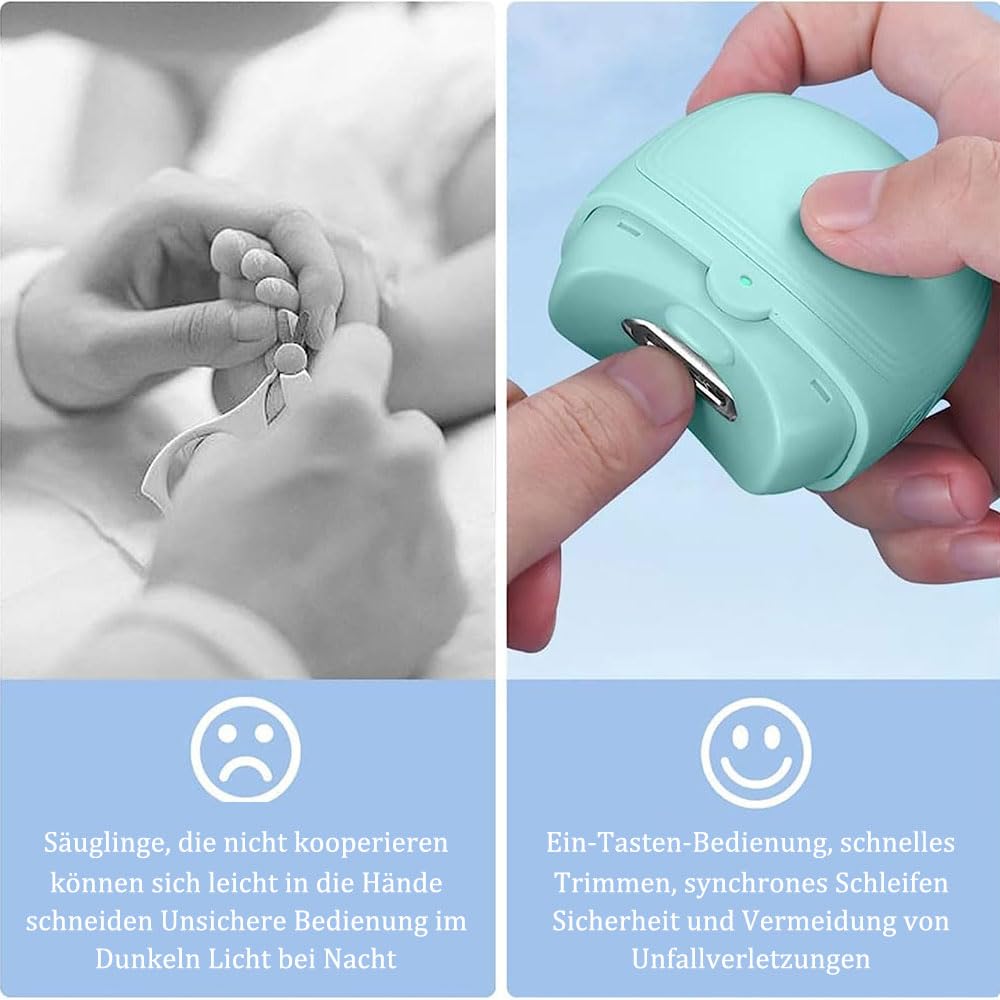 Säuglinge, die nicht kooperieren
können sich leicht in die Hände
schneiden Unsichere Bedienung im
Dunkeln Licht bei Nacht
Ein-Tasten-Bedienung, schnelles
Trimmen, synchrones Schleifen
Sicherheit und Vermeidung von
Unfallverletzungen